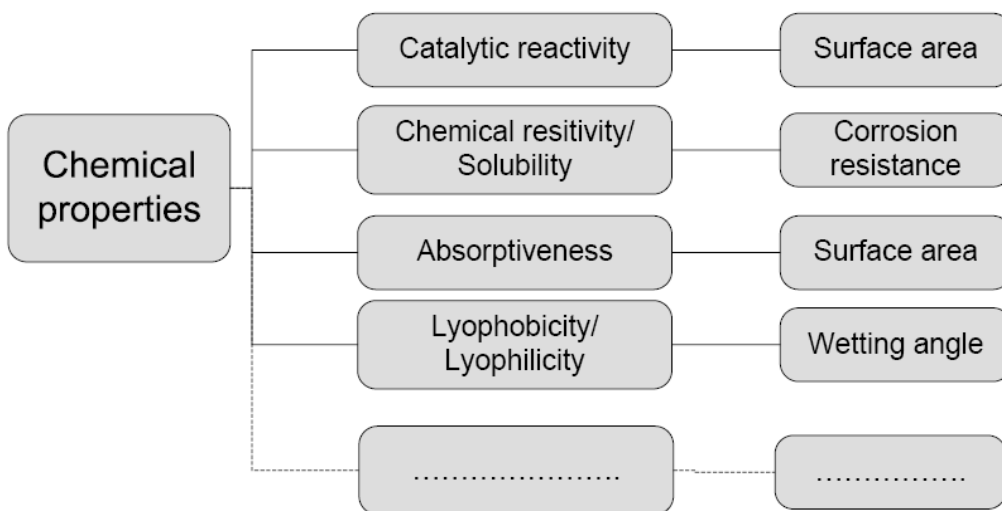 Chemical
properties
Catalytic reactivity
Surface area
Chemical resitivity/
Solubility
Corrosion
resistance
Absorptiveness
Surface area
Lyophobicity/
Lyophilicity
Wetting angle
.....................
...............